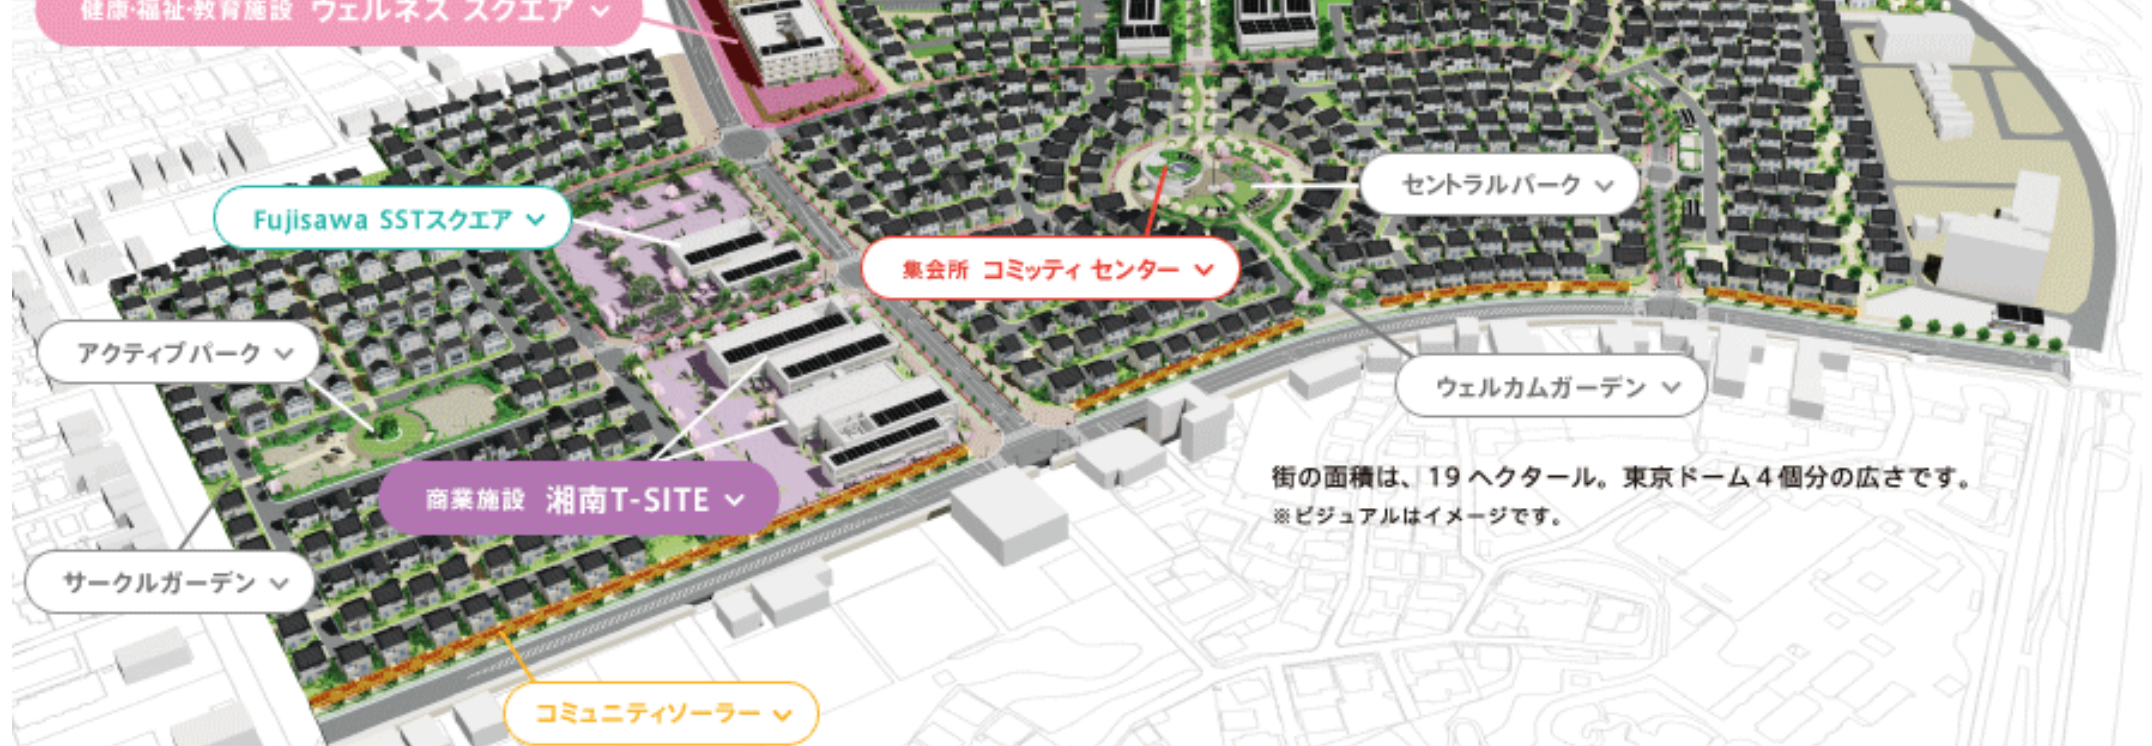 健康・福祉・教育施設 ウェルネス スクエア
セントラルパーク
Fujisawa SSTスクエア
集会所 コミッティ センター
アクティブパーク
ウェルカムガーデン
商業施設 湘南T-SITE
街の面積は、19ヘクタール。東京ドーム4個分の広さです。
※ビジュアルはイメージです。
サークルガーデン
コミュニティソーラー